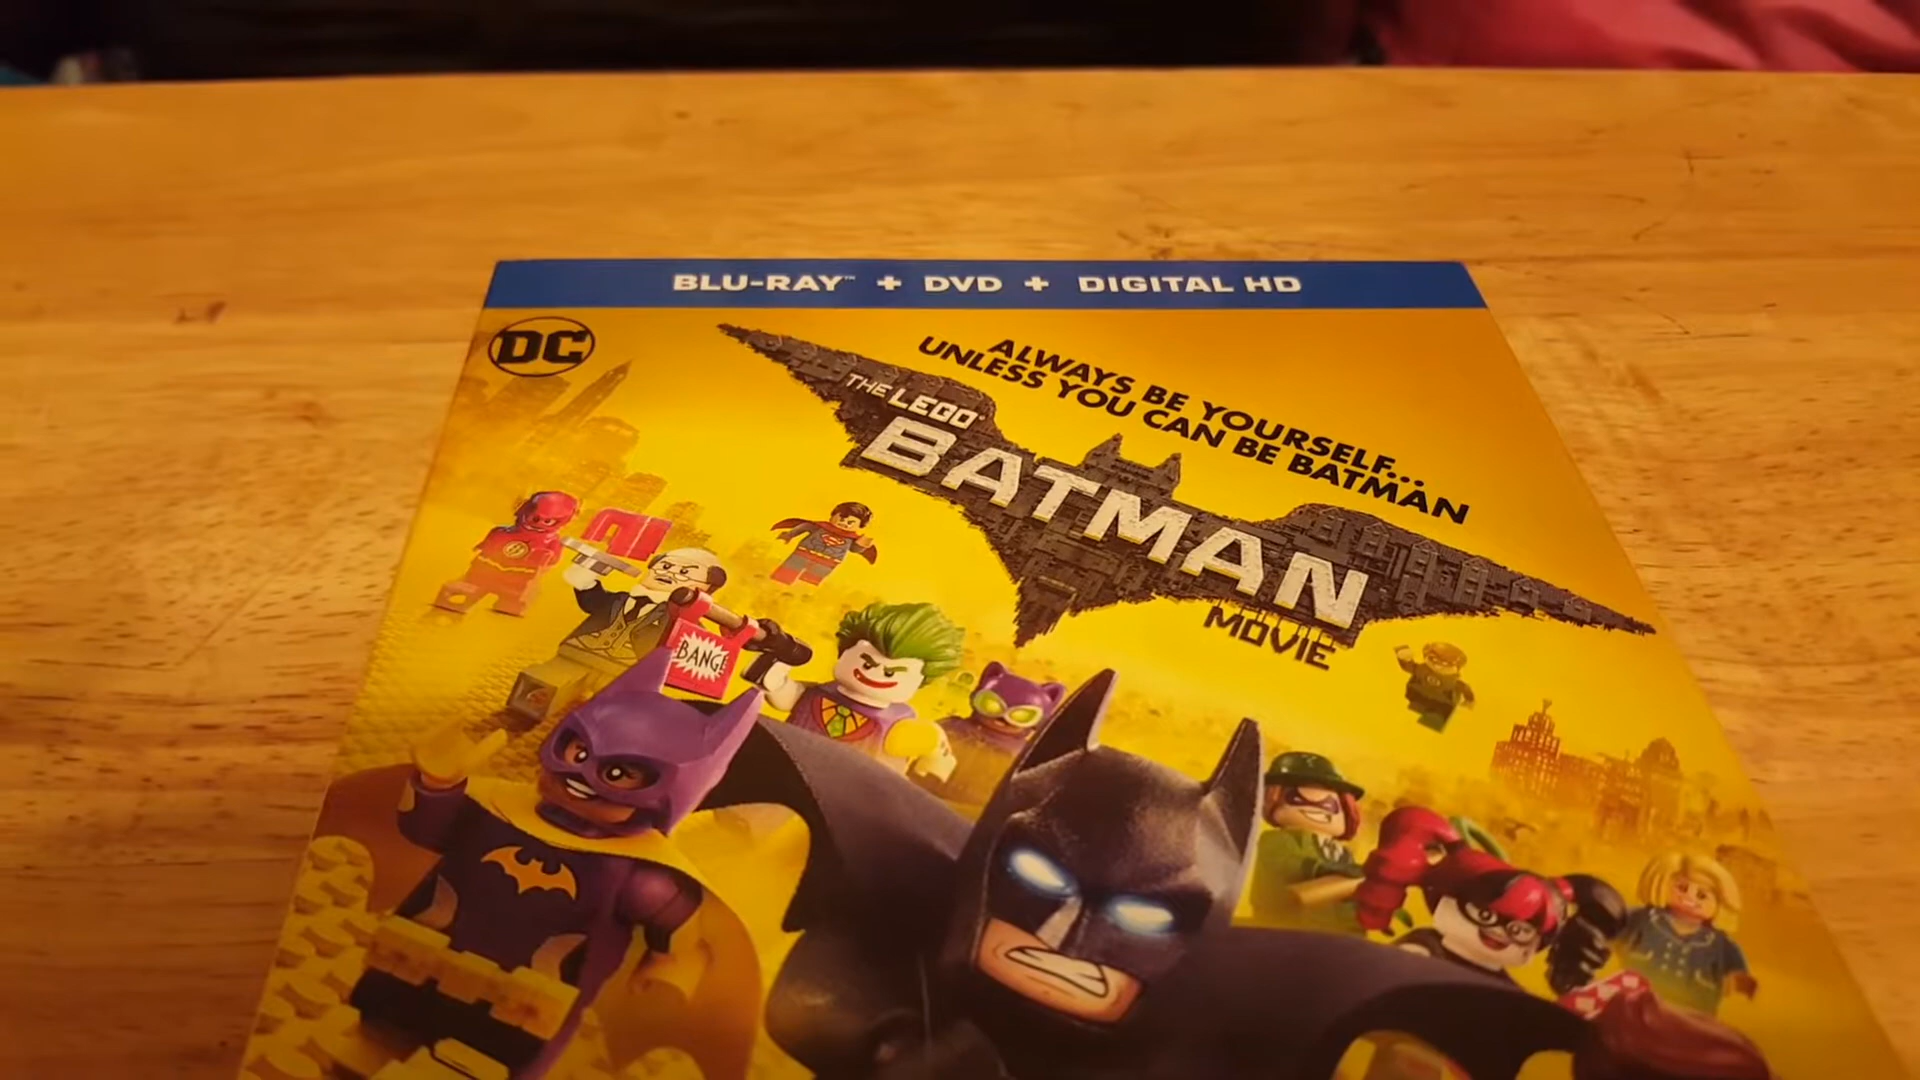 BLU-RAY™ + DVD + DIGITAL HD
DC
ALWAYS BE YOURSELF...
UNLESS YOU CAN BE BATMAN
THE LEGO®
BATMAN
MOVIE
BANG!